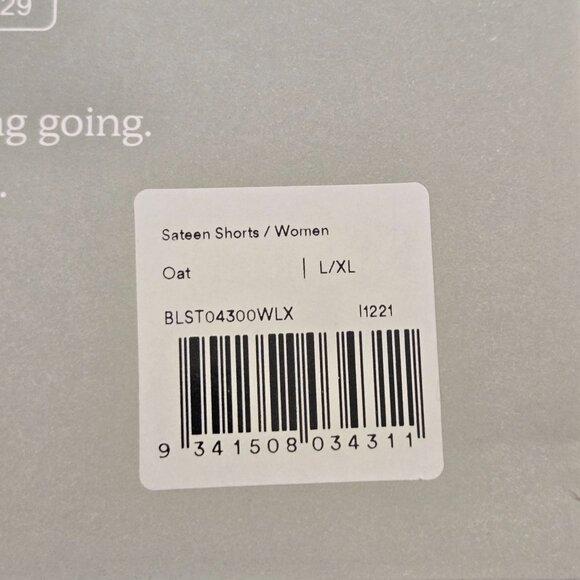 29
g going.
.
Sateen Shorts / Women
Oat | L/XL
BLST04300WLX I1221
9 341508 034311